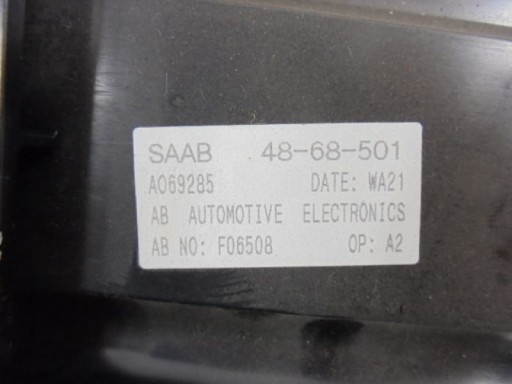 SAAB 48-68-501
A069285 DATE: WA21
AB AUTOMOTIVE ELECTRONICS
AB NO: F06508 OP: A2